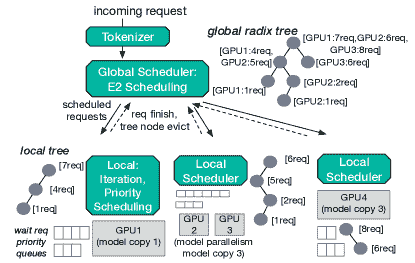 incoming request
Tokenizer
global radix tree
[GPU1:7req,GPU2:6req,
GPU3:8req]
[GPU1:4req,
GPU2:5req]
GPU3:6req]
[GPU1:1req]
[GPU2:2req]
[GPU2:1req]
Global Scheduler:
E2 Scheduling
scheduled
requests
req finish,
tree node evict
local tree
[7req]
[4req]
[1req]
Local:
Iteration,
Priority
Scheduling
Local
Scheduler
[6req]
[5req]
[2req]
[1req]
Local
Scheduler
wait req
priority
queues
GPU1
(model copy 1)
GPU
2
GPU
3
(model parallelism
model copy 3)
GPU4
(model copy 3)
[8req]
[6req]